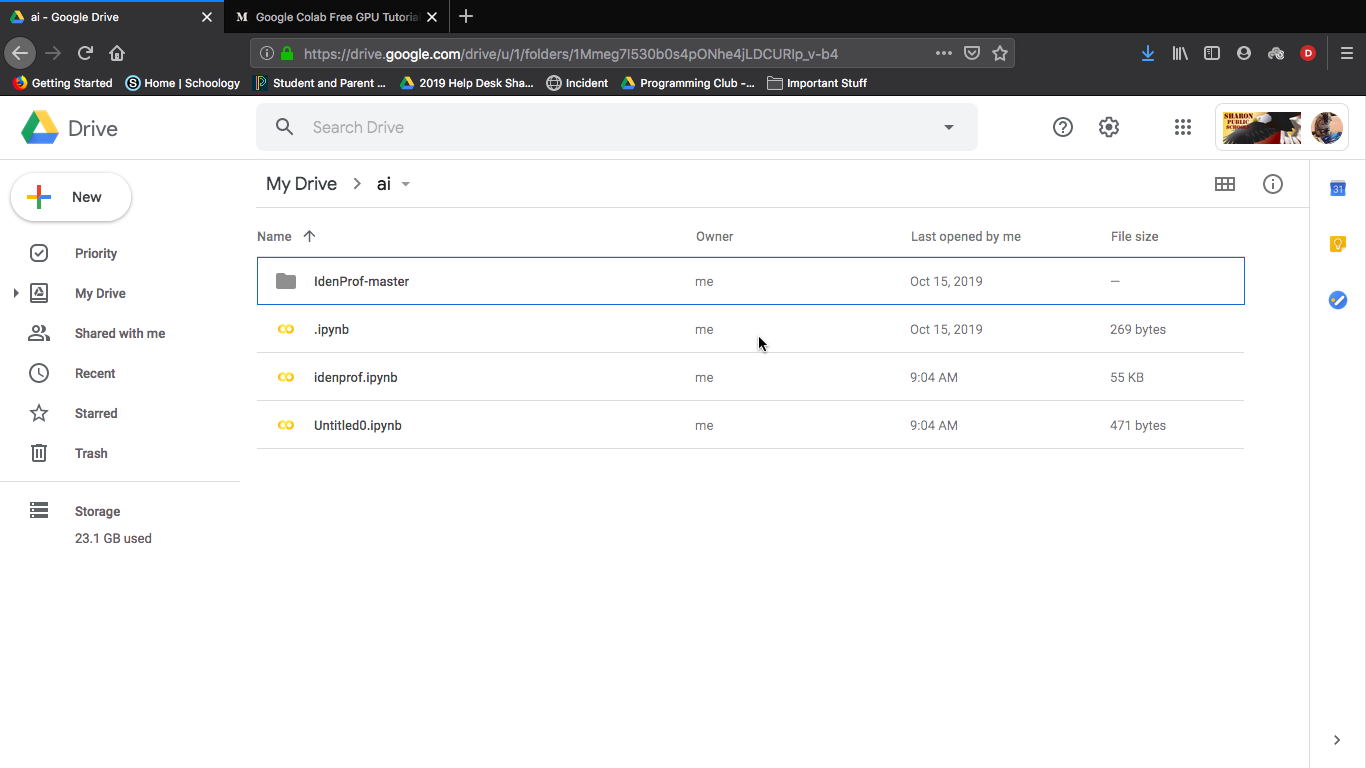 ai - Google Drive
M Google Colab Free GPU Tutoria
https://drive.google.com/drive/u/1/folders/1Mmeg7l530b0s4pONhe4jLDCURlp_v-b4
Getting Started
S Home | Schoology
Student and Parent ...
2019 Help Desk Sha...
Incident
Programming Club -...
Important Stuff
D
Drive
Search Drive
SHARON
PUBLIC
SCHOOLS
New
My Drive > ai
31
Name Owner Last opened by me File size
IdenProf-master me Oct 15, 2019 —
.ipynb me Oct 15, 2019 269 bytes
idenprof.ipynb me 9:04 AM 55 KB
Untitled0.ipynb me 9:04 AM 471 bytes
Priority
My Drive
Shared with me
Recent
Starred
Trash
Storage
23.1 GB used